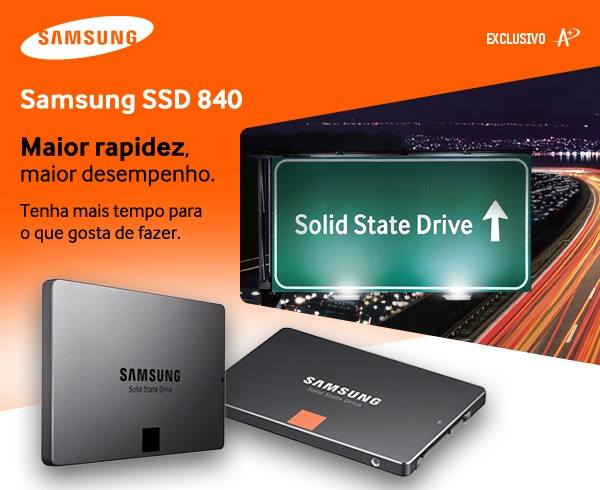 SAMSUNG
EXCLUSIVO A+
Samsung SSD 840
Maior rapidez,
maior desempenho.
Tenha mais tempo para
o que gosta de fazer.
Solid State Drive ↑
SAMSUNG
Solid State Drive
SAMSUNG
Solid State Drive